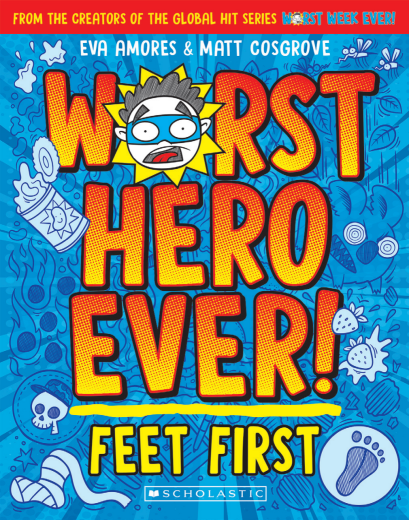 FROM THE CREATORS OF THE GLOBAL HIT SERIES WORST WEEK EVER!
EVA AMORES & MATT COSGROVE
WORST
HERO
EVER!
FEET FIRST
SCHOLASTIC